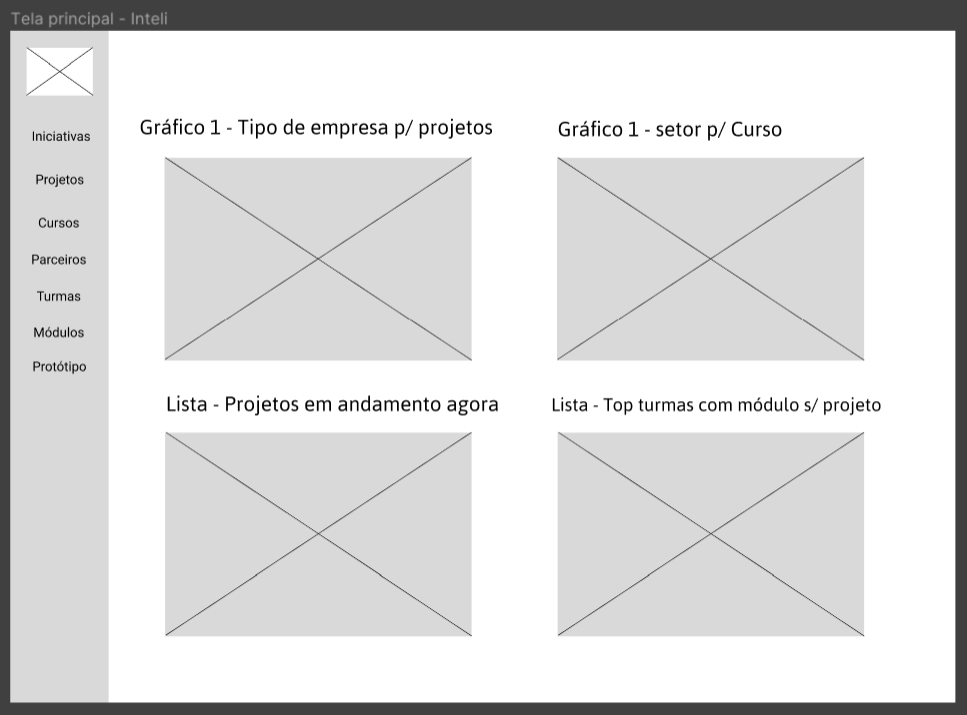 Tela principal - Inteli
Iniciativas
Projetos
Cursos
Parceiros
Turmas
Módulos
Protótipo
Gráfico 1 - Tipo de empresa p/ projetos
Gráfico 1 - setor p/ Curso
Lista - Projetos em andamento agora
Lista - Top turmas com módulo s/ projeto